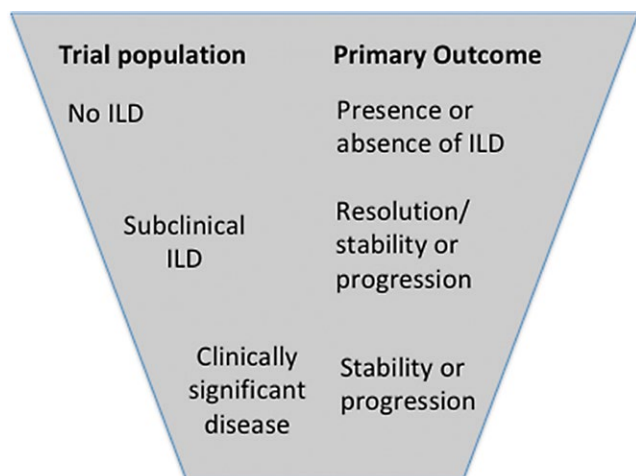 Trial population
Primary Outcome
No ILD
Presence or
absence of ILD
Subclinical
ILD
Resolution/
stability or
progression
Clinically
significant
disease
Stability or
progression